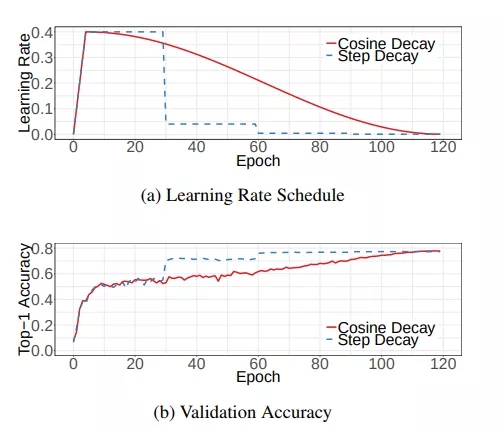 Learning Rate
0.4
0.3
0.2
0.1
0.0
Cosine Decay
Step Decay
0 20 40 60 80 100 120
Epoch
(a) Learning Rate Schedule
Top-1 Accuracy
0.8
0.6
0.4
0.2
0.0
Cosine Decay
Step Decay
0 20 40 60 80 100 120
Epoch
(b) Validation Accuracy